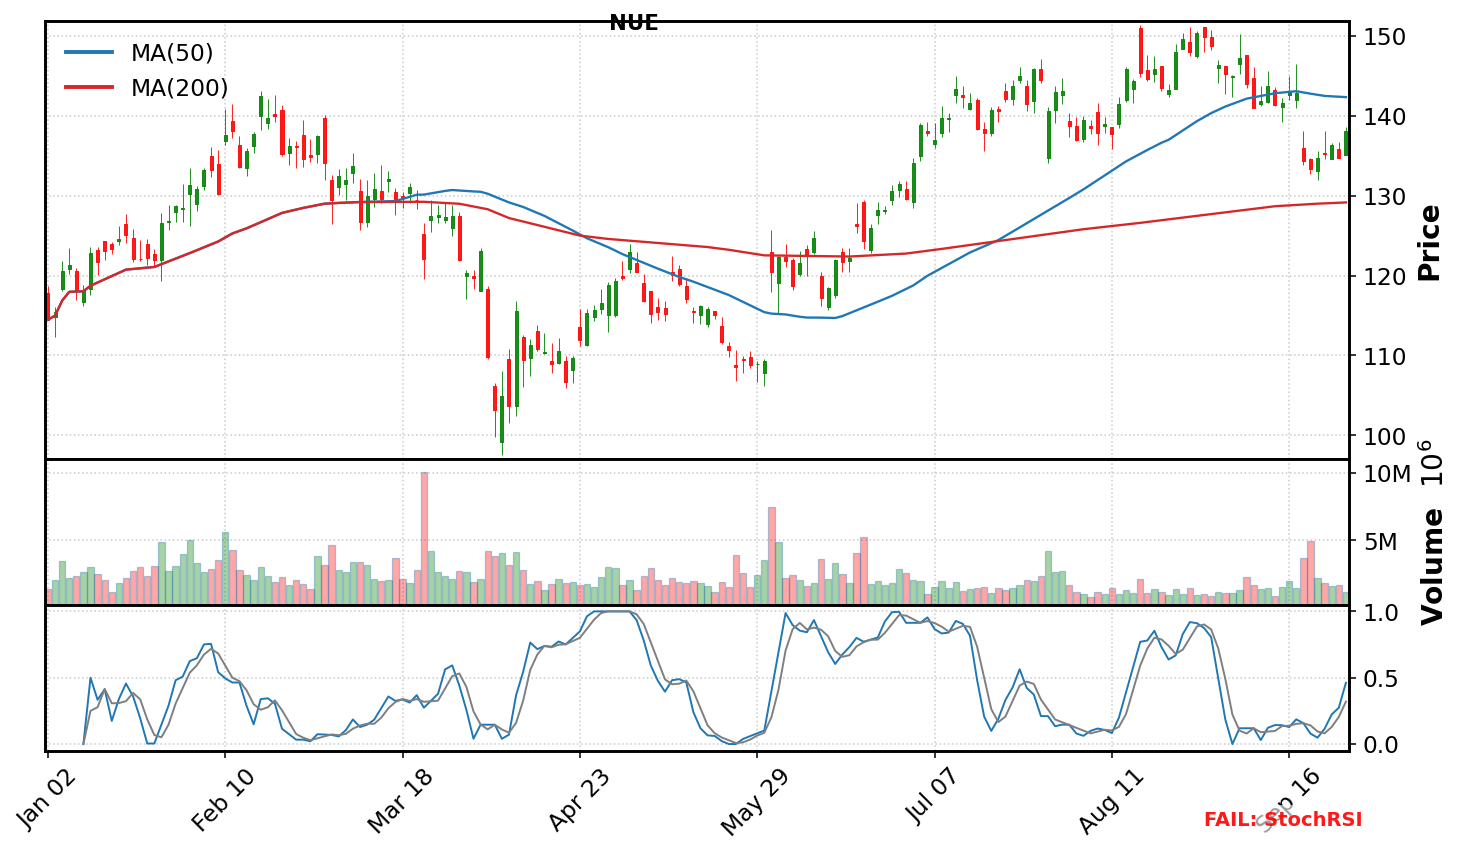 NUE
MA(50)
MA(200)
150
140
130
120
110
100
Price
10M
5M
Volume 10^6
1.0
0.5
0.0
Jan 02
Feb 10
Mar 18
Apr 23
May 29
Jul 07
Aug 11
Sep 16
FAIL: StochRSI